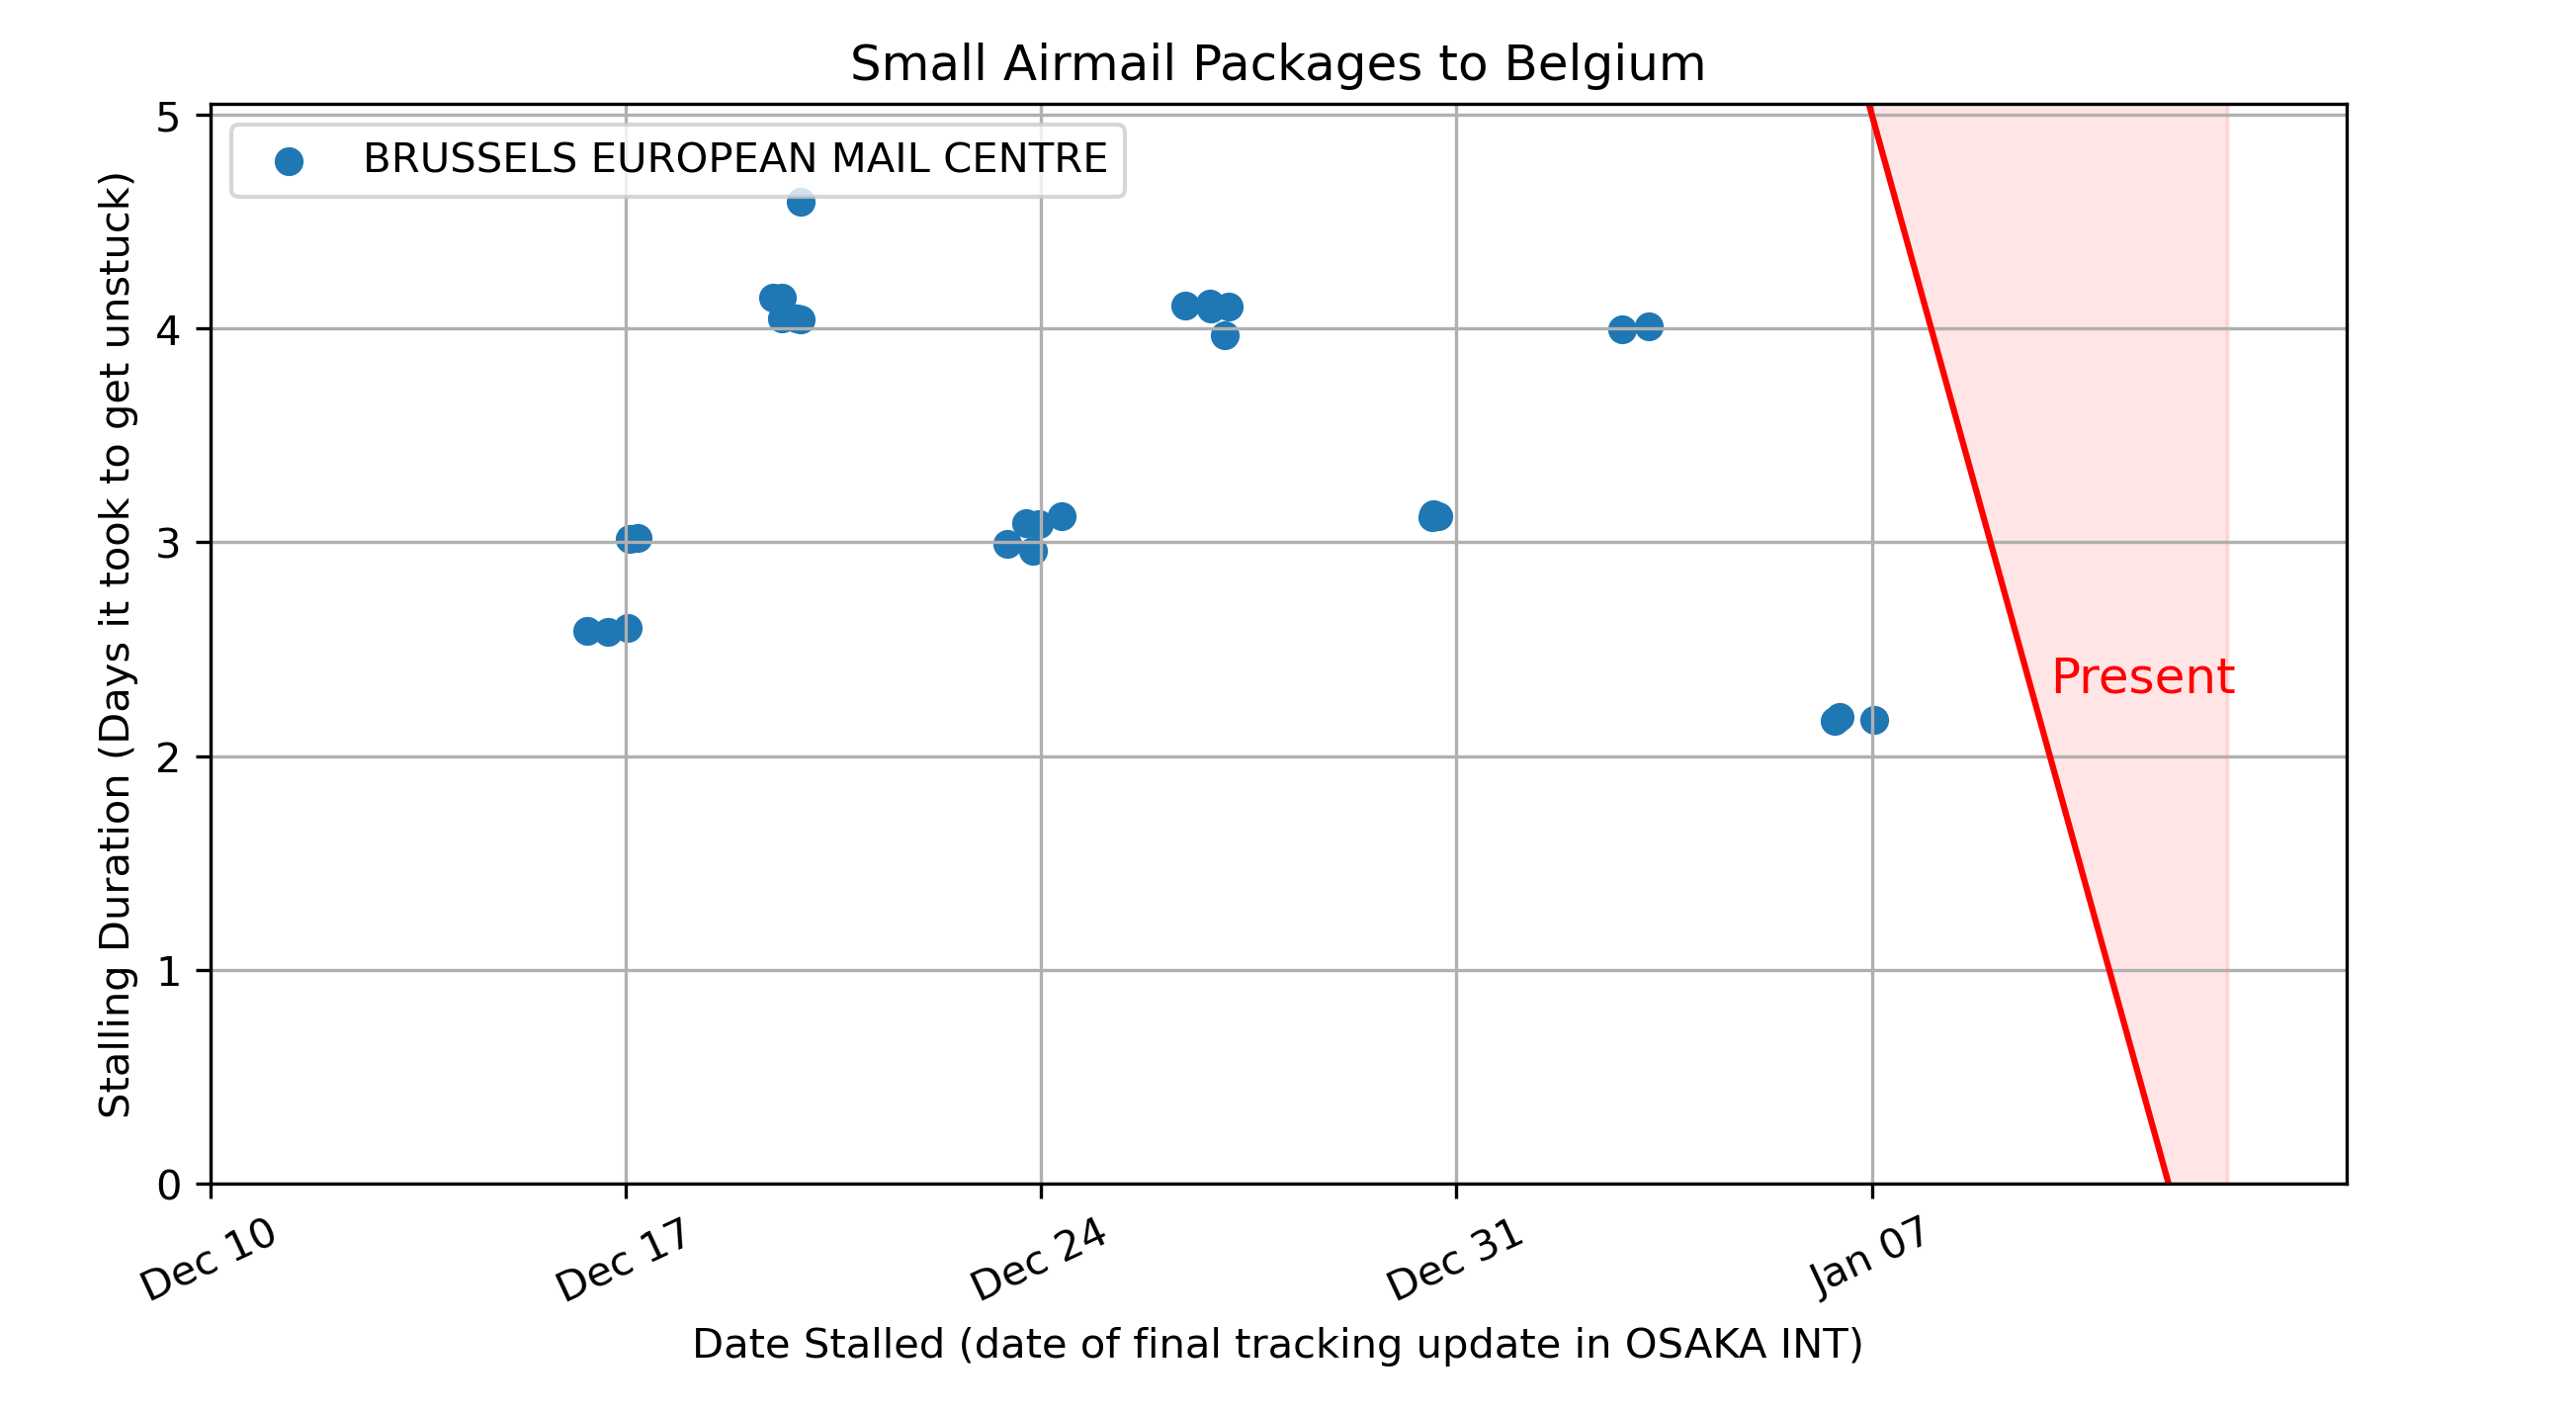 Small Airmail Packages to Belgium
Stalling Duration (Days it took to get unstuck)
5
4
3
2
1
0
BRUSSELS EUROPEAN MAIL CENTRE
Present
Dec 10
Dec 17
Dec 24
Dec 31
Jan 07
Date Stalled (date of final tracking update in OSAKA INT)